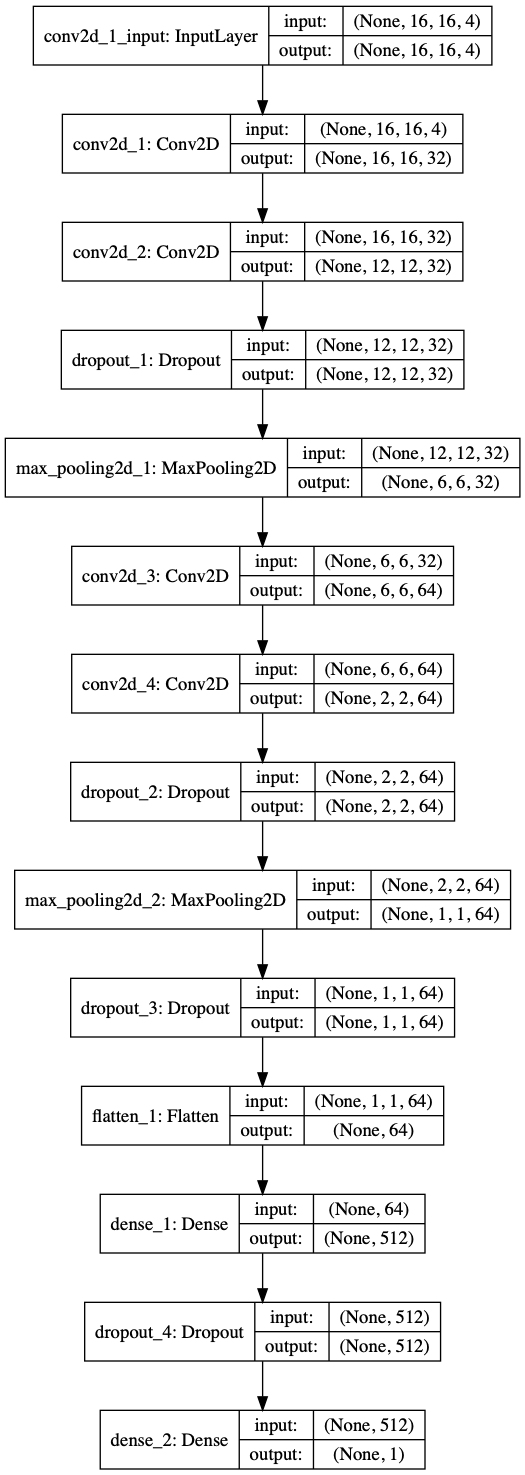 conv2d_1_input: InputLayer
input: (None, 16, 16, 4)
output: (None, 16, 16, 4)
conv2d_1: Conv2D
input: (None, 16, 16, 4)
output: (None, 16, 16, 32)
conv2d_2: Conv2D
input: (None, 16, 16, 32)
output: (None, 12, 12, 32)
dropout_1: Dropout
input: (None, 12, 12, 32)
output: (None, 12, 12, 32)
max_pooling2d_1: MaxPooling2D
input: (None, 12, 12, 32)
output: (None, 6, 6, 32)
conv2d_3: Conv2D
input: (None, 6, 6, 32)
output: (None, 6, 6, 64)
conv2d_4: Conv2D
input: (None, 6, 6, 64)
output: (None, 2, 2, 64)
dropout_2: Dropout
input: (None, 2, 2, 64)
output: (None, 2, 2, 64)
max_pooling2d_2: MaxPooling2D
input: (None, 2, 2, 64)
output: (None, 1, 1, 64)
dropout_3: Dropout
input: (None, 1, 1, 64)
output: (None, 1, 1, 64)
flatten_1: Flatten
input: (None, 1, 1, 64)
output: (None, 64)
dense_1: Dense
input: (None, 64)
output: (None, 512)
dropout_4: Dropout
input: (None, 512)
output: (None, 512)
dense_2: Dense
input: (None, 512)
output: (None, 1)